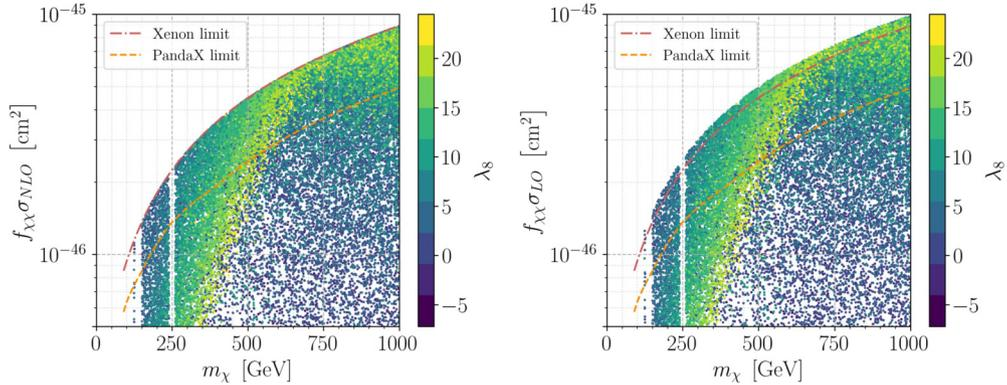 10⁻⁴⁵
Xenon limit
PandaX limit
f_χχ σ_NLO [cm²]
10⁻⁴⁶
0 250 500 750 1000
m_χ [GeV]
20
15
10
5
0
−5
λ₈
10⁻⁴⁵
Xenon limit
PandaX limit
f_χχ σ_LO [cm²]
10⁻⁴⁶
0 250 500 750 1000
m_χ [GeV]
20
15
10
5
0
−5
λ₈